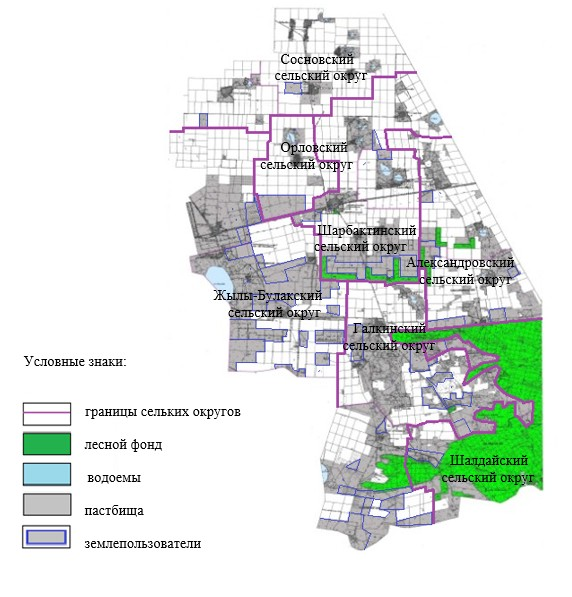 Сосновский
сельский округ
Орловский
сельский округ
Шарбактинский
сельский округ
Александровский
сельский округ
Жылы-Булакский
сельский округ
Галкинский
сельский округ
Шалдайский
сельский округ
Условные знаки:
границы сельких округов
лесной фонд
водоемы
пастбища
землепользователи